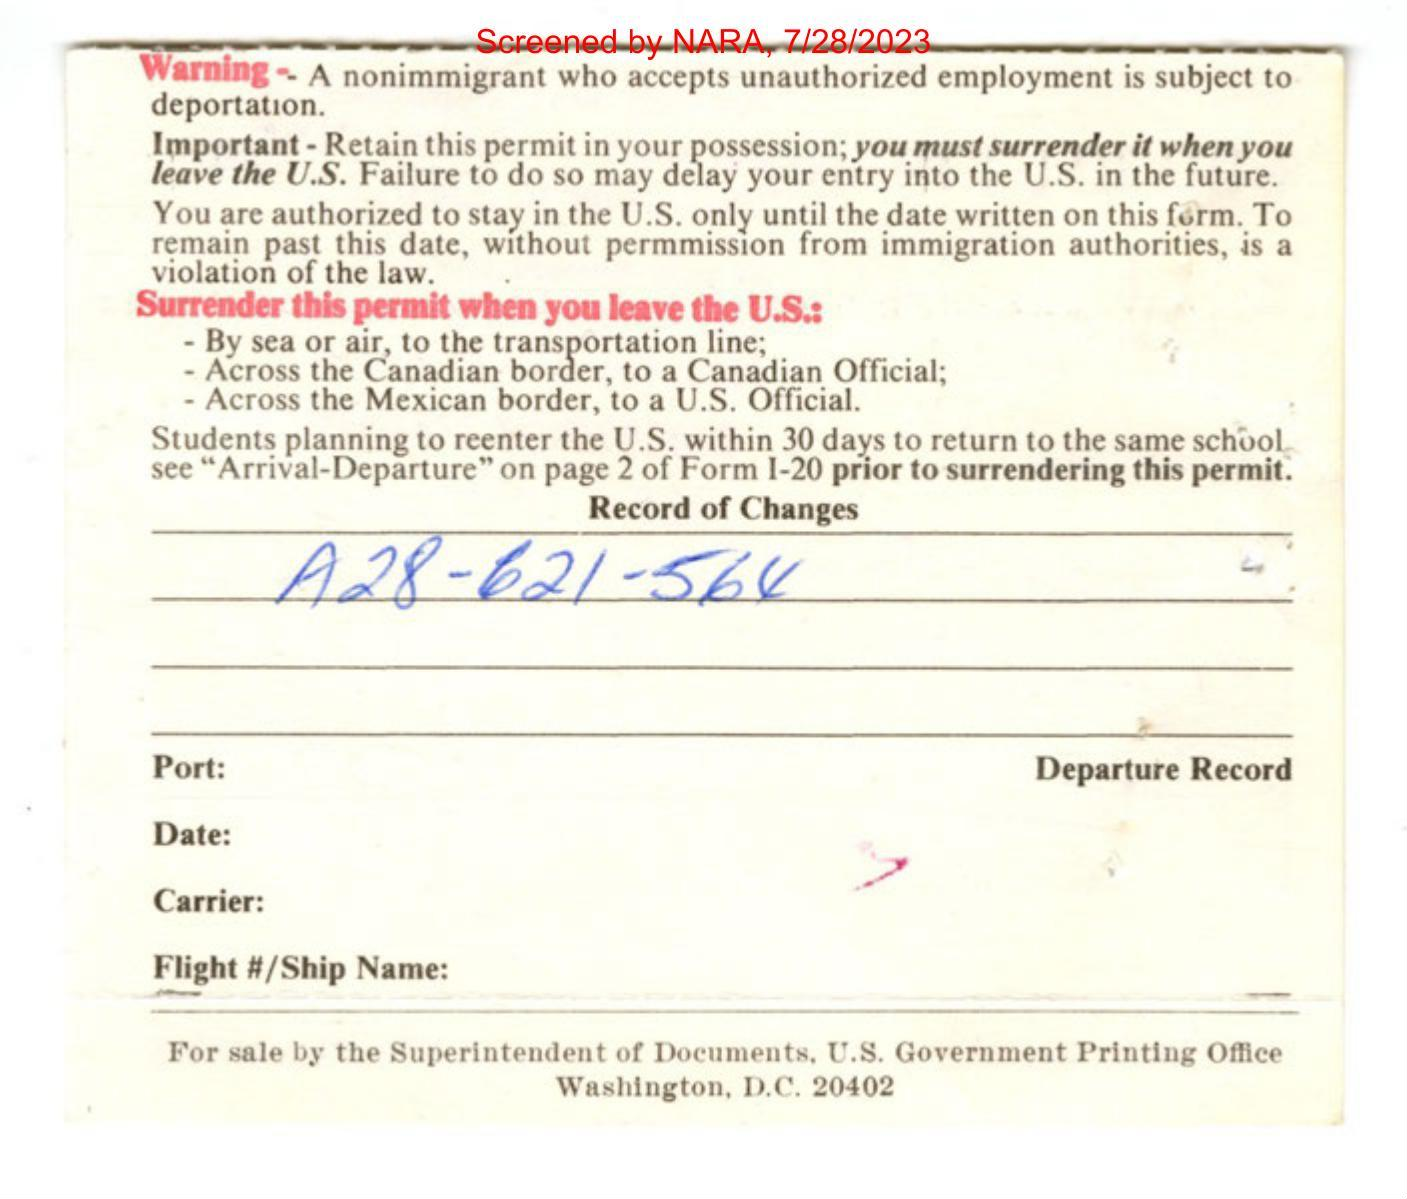 Screened by NARA, 7/28/2023
Warning - A nonimmigrant who accepts unauthorized employment is subject to
deportation.
Important - Retain this permit in your possession; you must surrender it when you
leave the U.S. Failure to do so may delay your entry into the U.S. in the future.
You are authorized to stay in the U.S. only until the date written on this form. To
remain past this date, without permmission from immigration authorities, is a
violation of the law.
Surrender this permit when you leave the U.S.:
- By sea or air, to the transportation line;
- Across the Canadian border, to a Canadian Official;
- Across the Mexican border, to a U.S. Official.
Students planning to reenter the U.S. within 30 days to return to the same school
see “Arrival-Departure” on page 2 of Form I-20 prior to surrendering this permit.
Record of Changes
A28-621-564
Port: Departure Record
Date:
Carrier:
Flight #/Ship Name:
For sale by the Superintendent of Documents, U.S. Government Printing Office
Washington, D.C. 20402